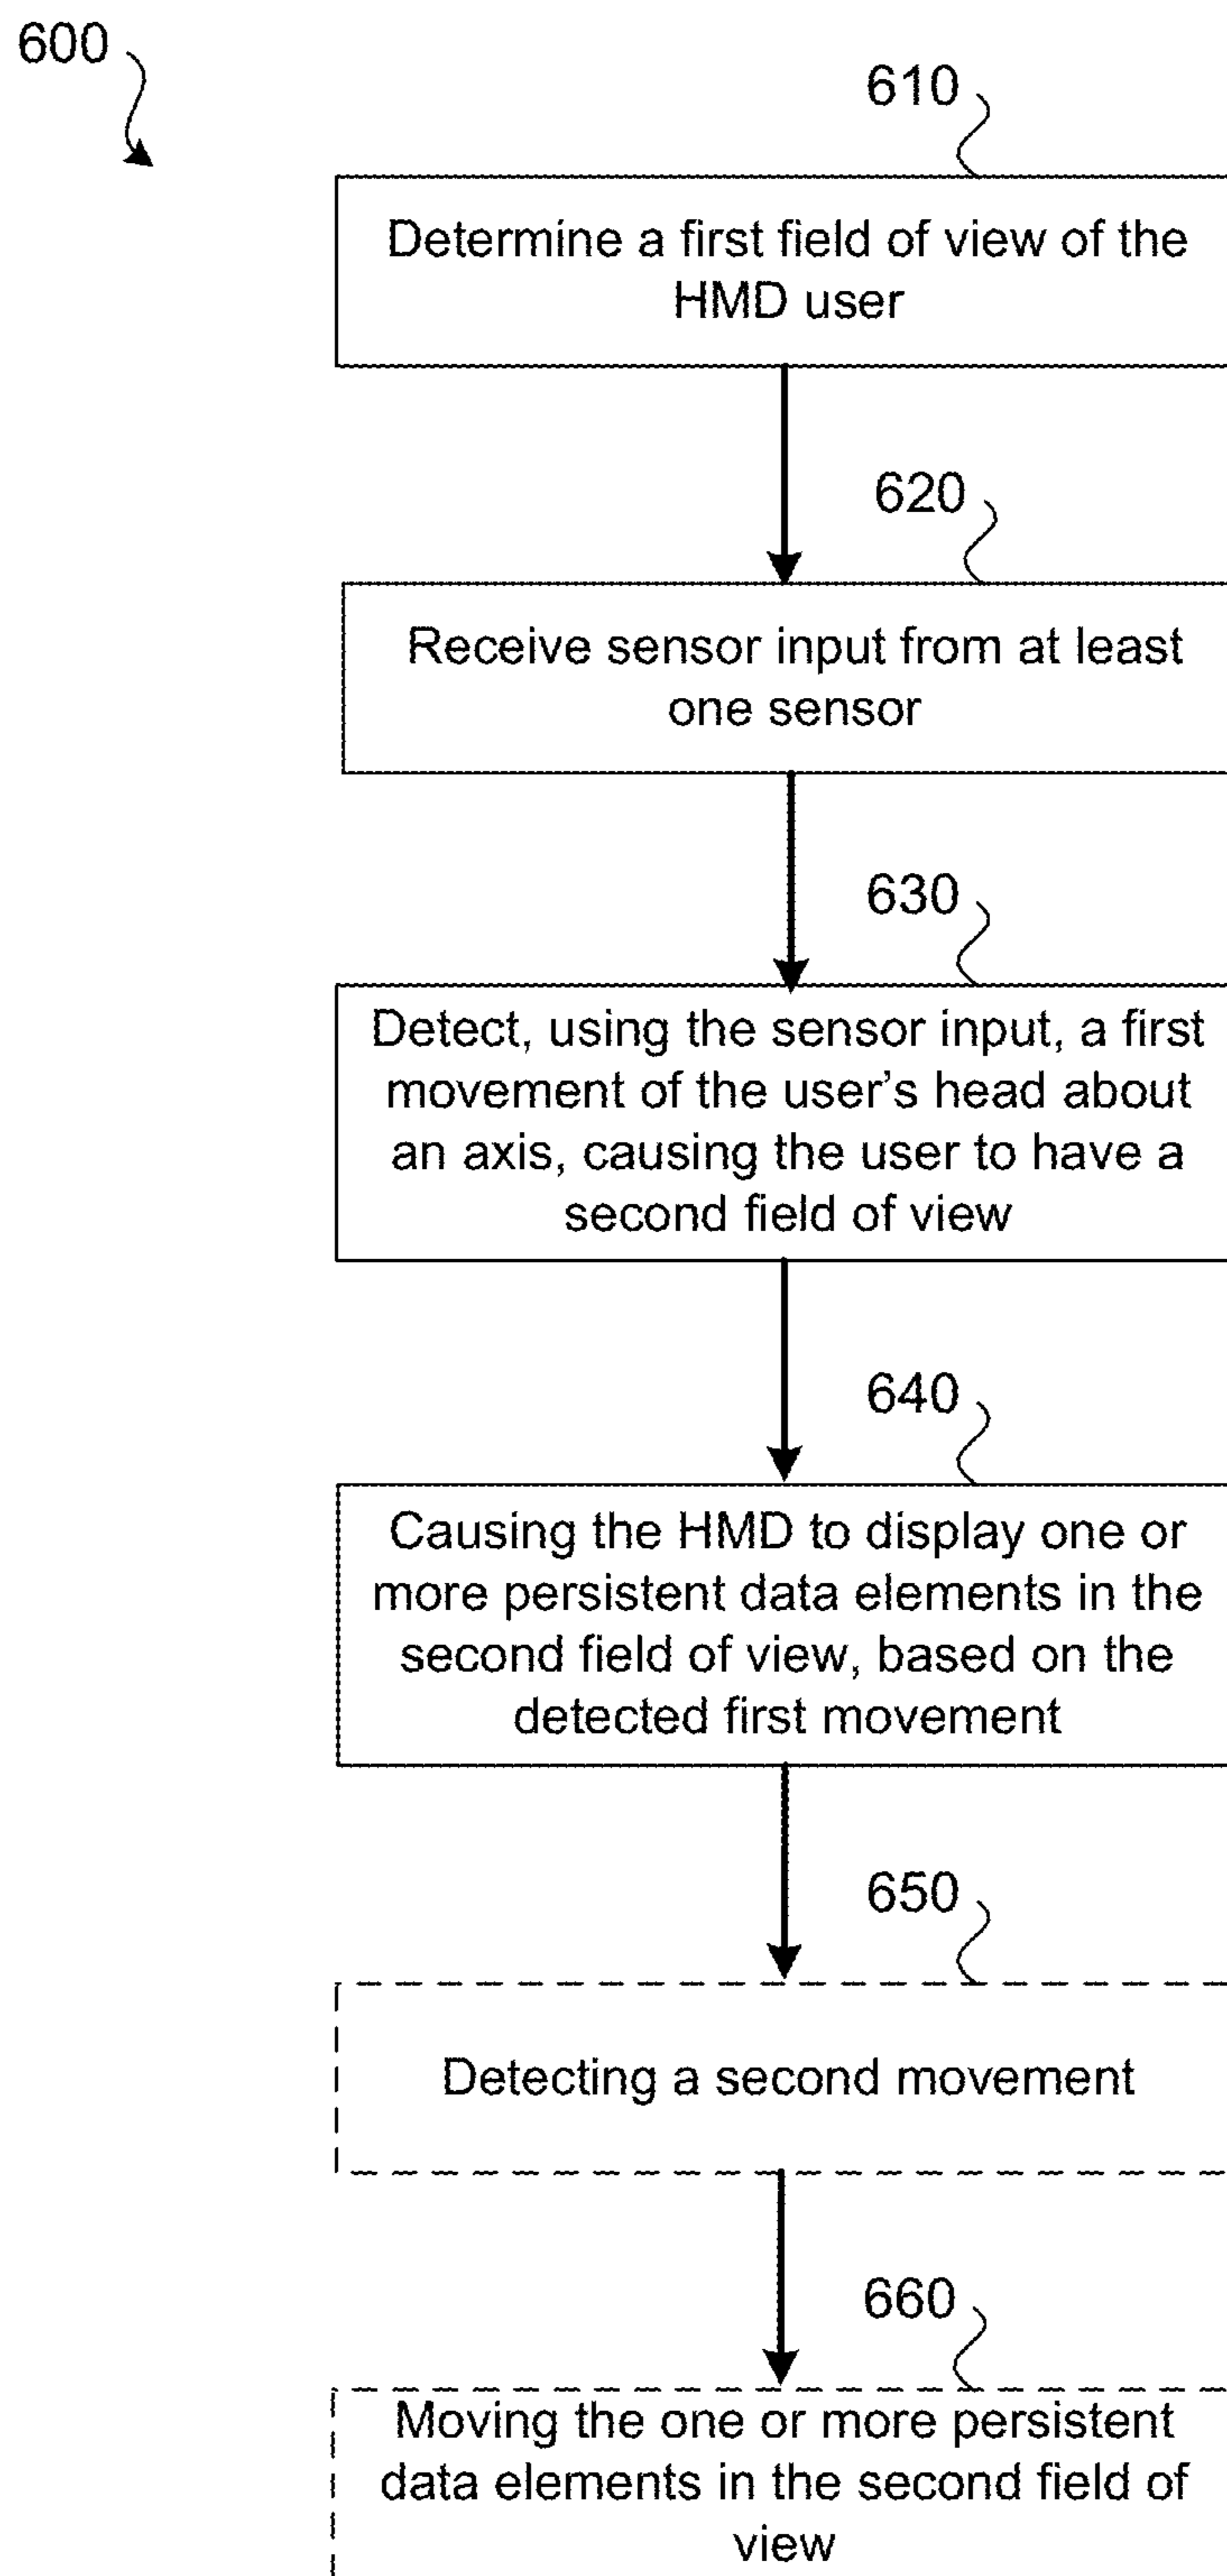 600
610
Determine a first field of view of the
HMD user
620
Receive sensor input from at least
one sensor
630
Detect, using the sensor input, a first
movement of the user's head about
an axis, causing the user to have a
second field of view
640
Causing the HMD to display one or
more persistent data elements in the
second field of view, based on the
detected first movement
650
Detecting a second movement
660
Moving the one or more persistent
data elements in the second field of
view